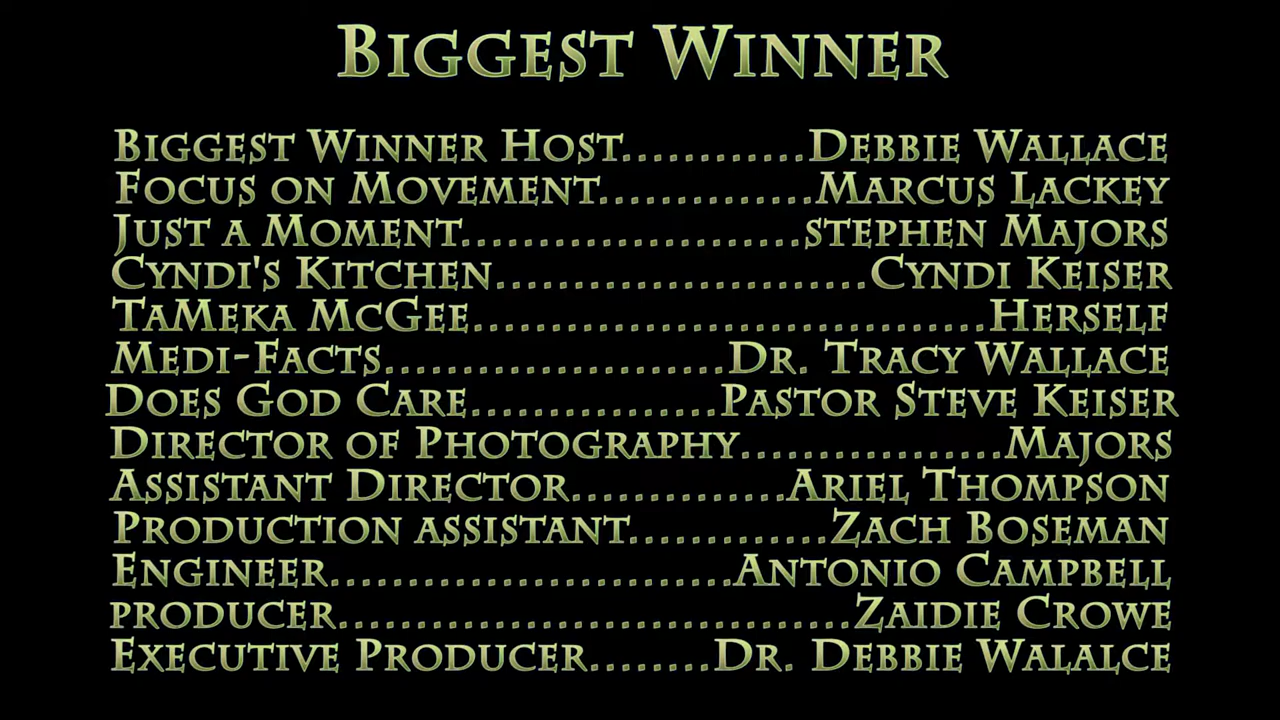 Biggest Winner
Biggest Winner Host............Debbie Wallace
Focus on Movement..............Marcus Lackey
Just a Moment......................stephen Majors
Cyndi's Kitchen........................Cyndi Keiser
TaMeka McGee.................................Herself
Medi-Facts......................Dr. Tracy Wallace
Does God Care................Pastor Steve Keiser
Director of Photography.................Majors
Assistant Director..............Ariel Thompson
Production assistant.............Zach Boseman
Engineer..........................Antonio Campbell
producer.................................Zaidie Crowe
Executive Producer........Dr. Debbie Walalce